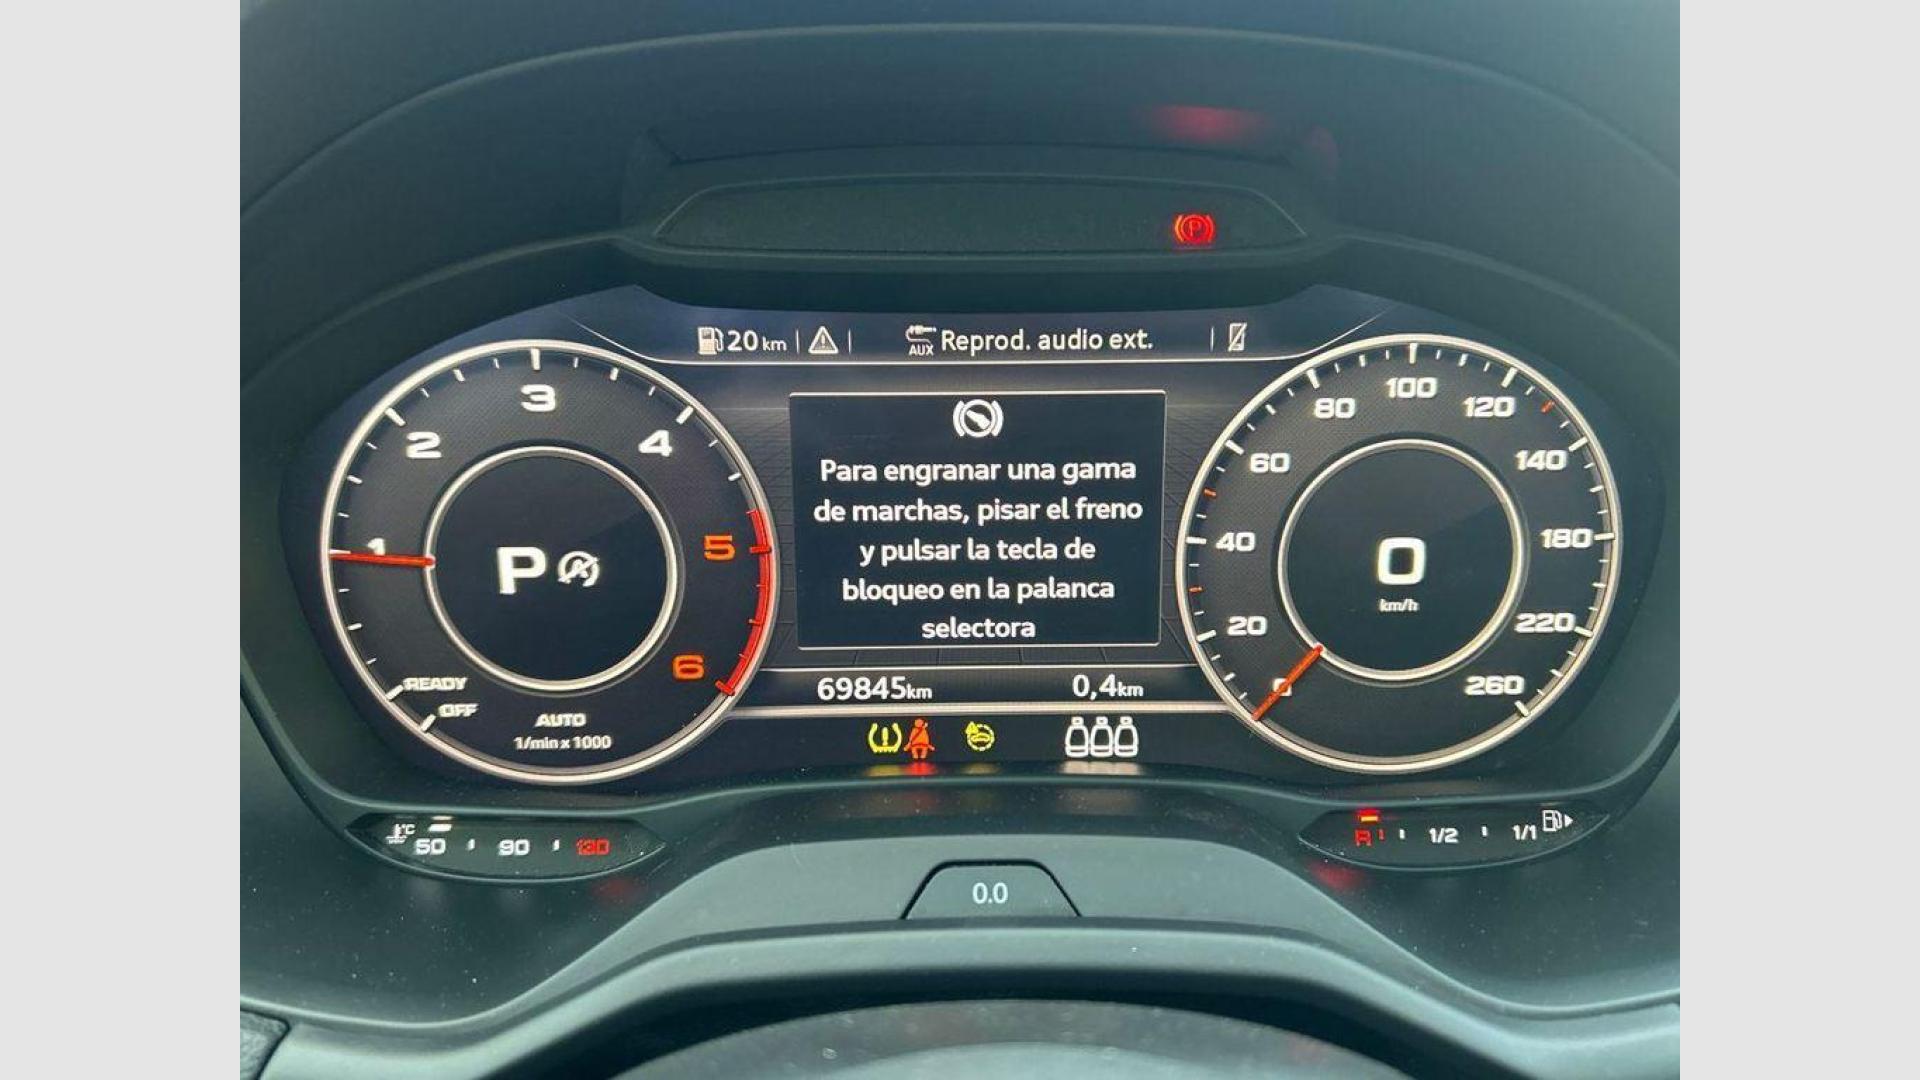 P
20 km
AUX Reprod. audio ext.
Para engranar una gama
de marchas, pisar el freno
y pulsar la tecla de
bloqueo en la palanca
selectora
1 2 3 4 5 6
P A
READY
OFF
AUTO
1/min x 1000
0 20 40 60 80 100 120 140 180 220 260
0
km/h
69845km
0,4km
°C
50 90 130
R 1/2 1/1
0.0